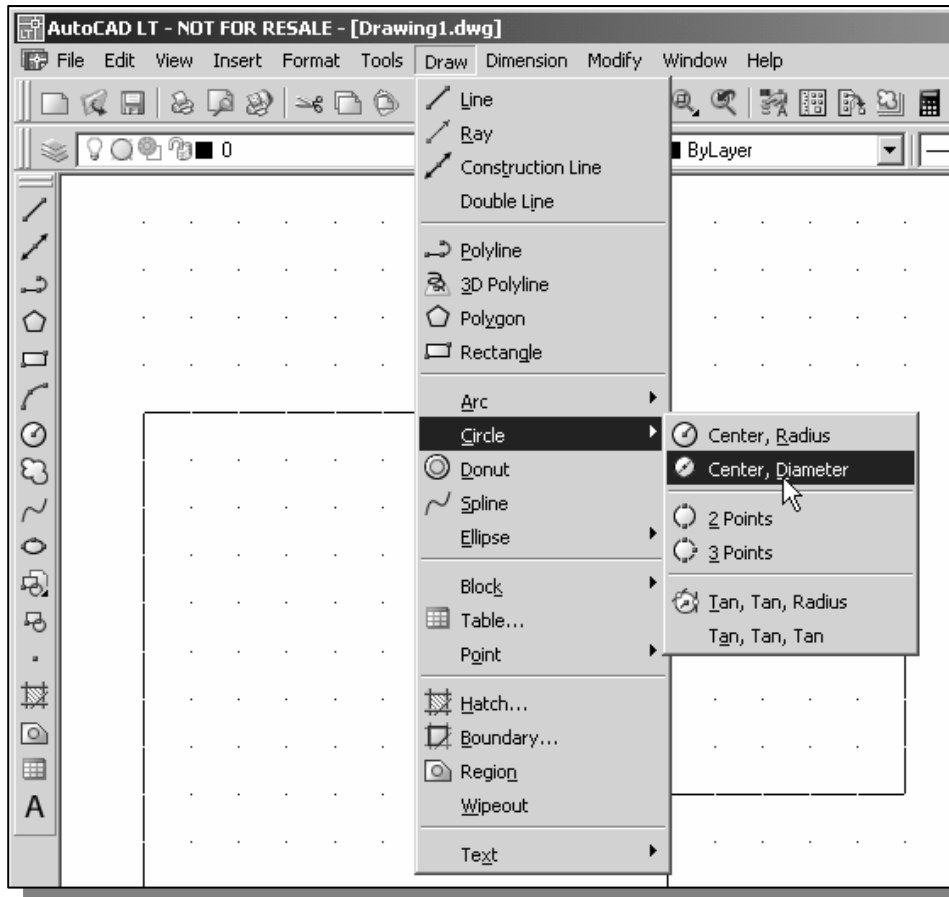 AutoCAD LT - NOT FOR RESALE - [Drawing1.dwg]
File Edit View Insert Format Tools Draw Dimension Modify Window Help
0
ByLayer
Line
Ray
Construction Line
Double Line
Polyline
3D Polyline
Polygon
Rectangle
Arc
Circle
Donut
Spline
Ellipse
Block
Table...
Point
Hatch...
Boundary...
Region
Wipeout
Text
Center, Radius
Center, Diameter
2 Points
3 Points
Tan, Tan, Radius
Tan, Tan, Tan
A